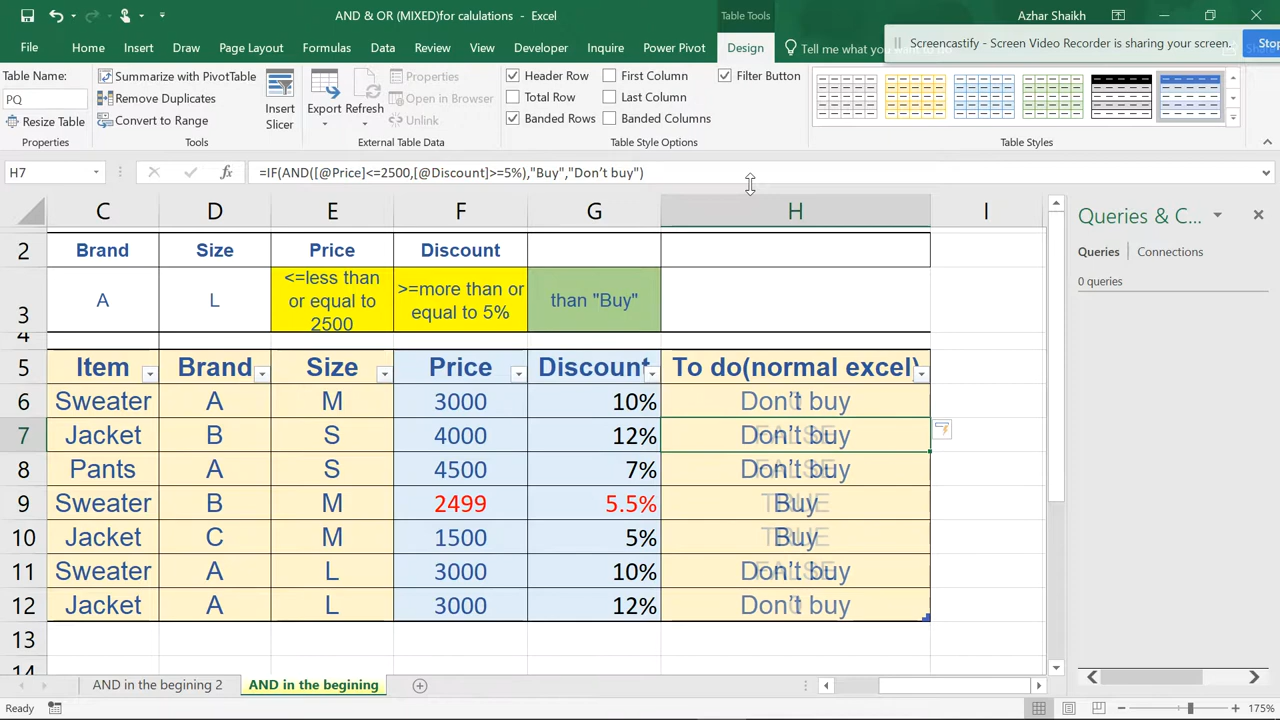 AND & OR (MIXED)for calulations - Excel
Table Tools
Azhar Shaikh
Screencastify - Screen Video Recorder is sharing your screen.
Stop
File Home Insert Draw Page Layout Formulas Data Review View Developer Inquire Power Pivot Design Tell me what you
Table Name:
PQ
Resize Table
Properties
Summarize with PivotTable
Remove Duplicates
Convert to Range
Tools
Insert
Slicer
Export
Refresh
Properties
Open in Browser
Unlink
External Table Data
Header Row First Column Filter Button
Total Row Last Column
Banded Rows Banded Columns
Table Style Options
Table Styles
H7
fx
=IF(AND([@Price]<=2500,[@Discount]>=5%),"Buy","Don’t buy")
C D E F G H I
2 Brand Size Price Discount
3 A L <=less than or equal to 2500 >=more than or equal to 5% than "Buy"
4
5 Item Brand Size Price Discount To do(normal excel)
6 Sweater A M 3000 10% Don’t buy
7 Jacket B S 4000 12% Don’t buy
8 Pants A S 4500 7% Don’t buy
9 Sweater B M 2499 5.5% Buy
10 Jacket C M 1500 5% Buy
11 Sweater A L 3000 10% Don’t buy
12 Jacket A L 3000 12% Don’t buy
13
14
Queries & C...
Queries Connections
0 queries
AND in the begining 2 AND in the begining
Ready
175%